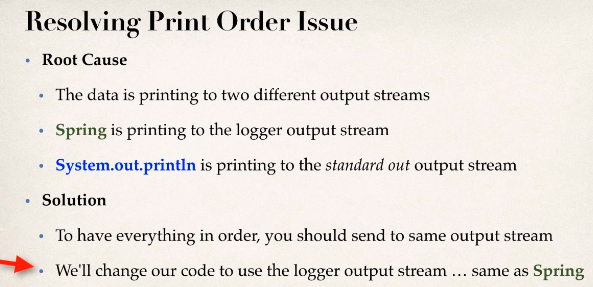 Resolving Print Order Issue
• Root Cause
• The data is printing to two different output streams
• Spring is printing to the logger output stream
• System.out.println is printing to the standard out output stream
• Solution
• To have everything in order, you should send to same output stream
• We'll change our code to use the logger output stream … same as Spring